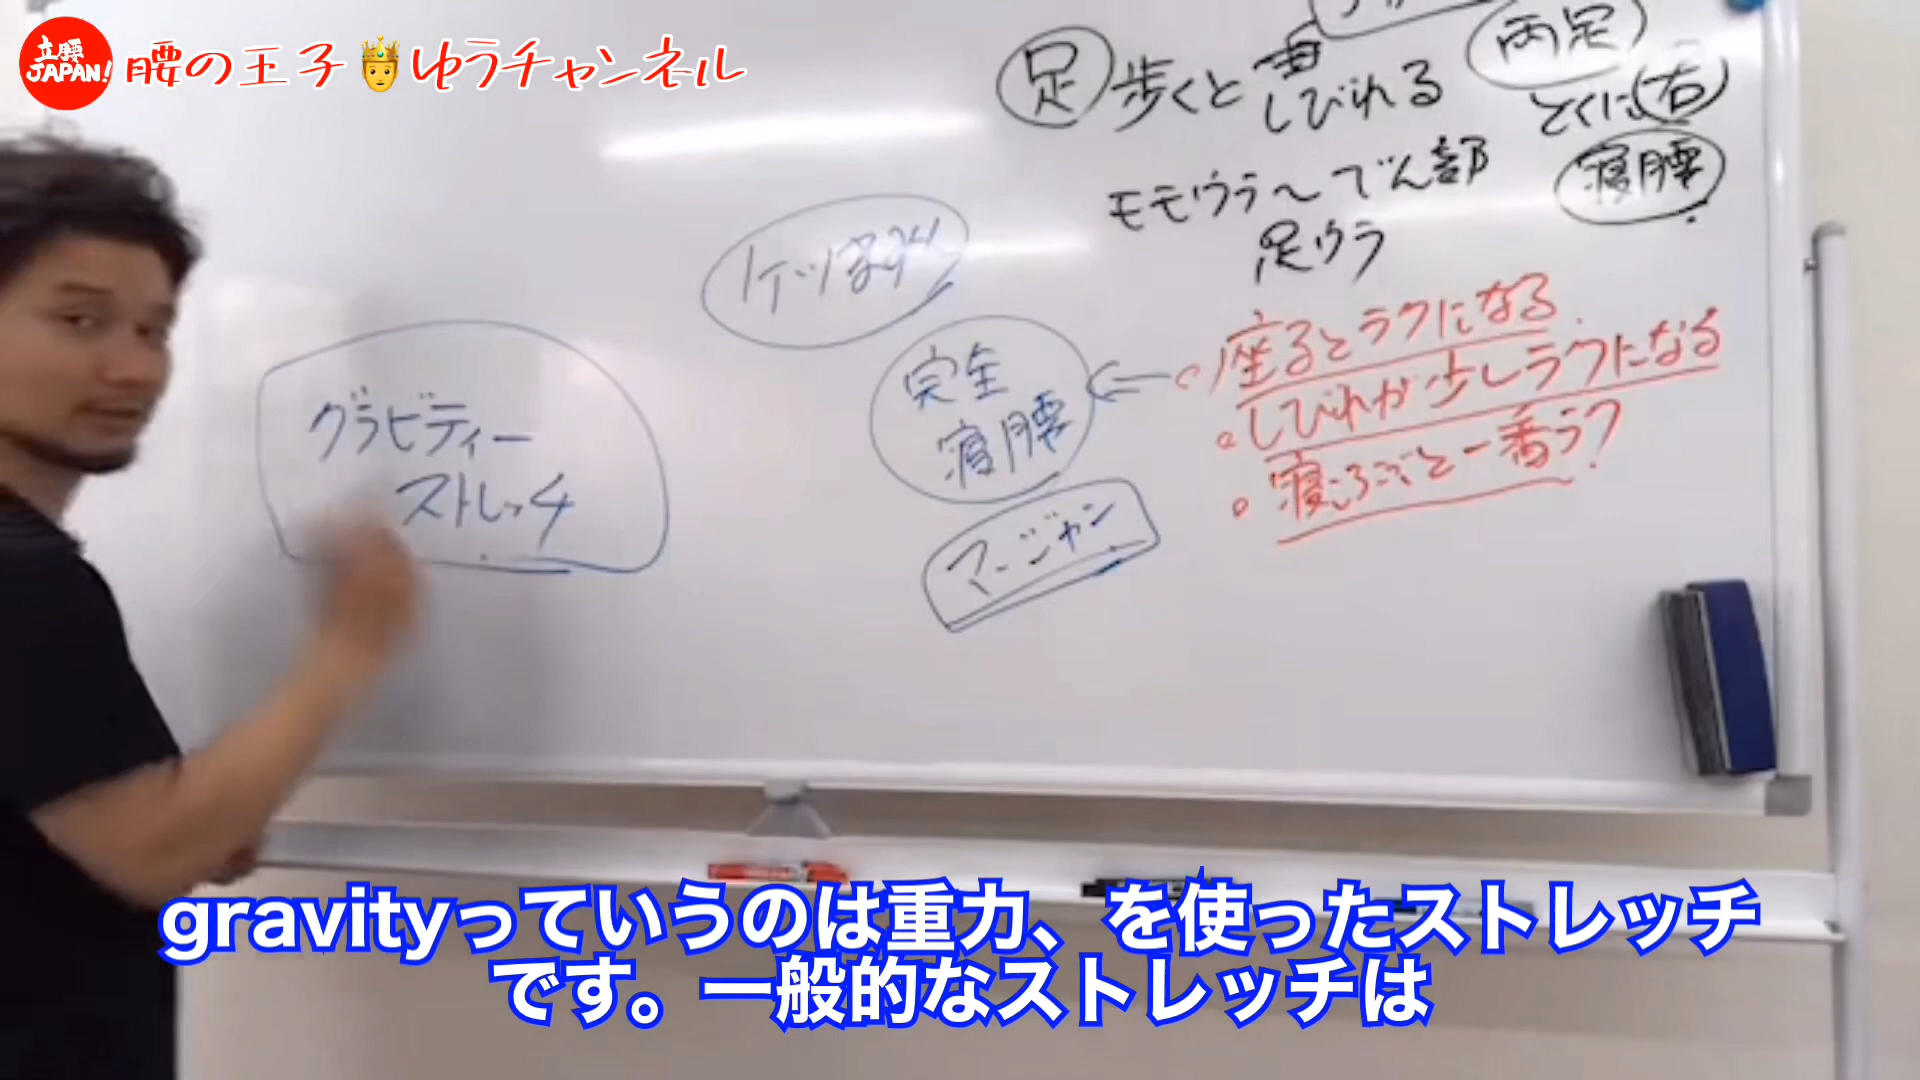 立腰
JAPAN!
腰の王子🤴ゆうチャンネル
両足
足 歩くと
しびれる
とくに右
寝腰
モモウラ〜でん部
足ウラ
座るとラクになる
しびれが少しラクになる
寝ころぶと一番ラク
完全
寝腰
マージャン
グラビティー
ストレッチ
gravityっていうのは重力、を使ったストレッチ
です。一般的なストレッチは